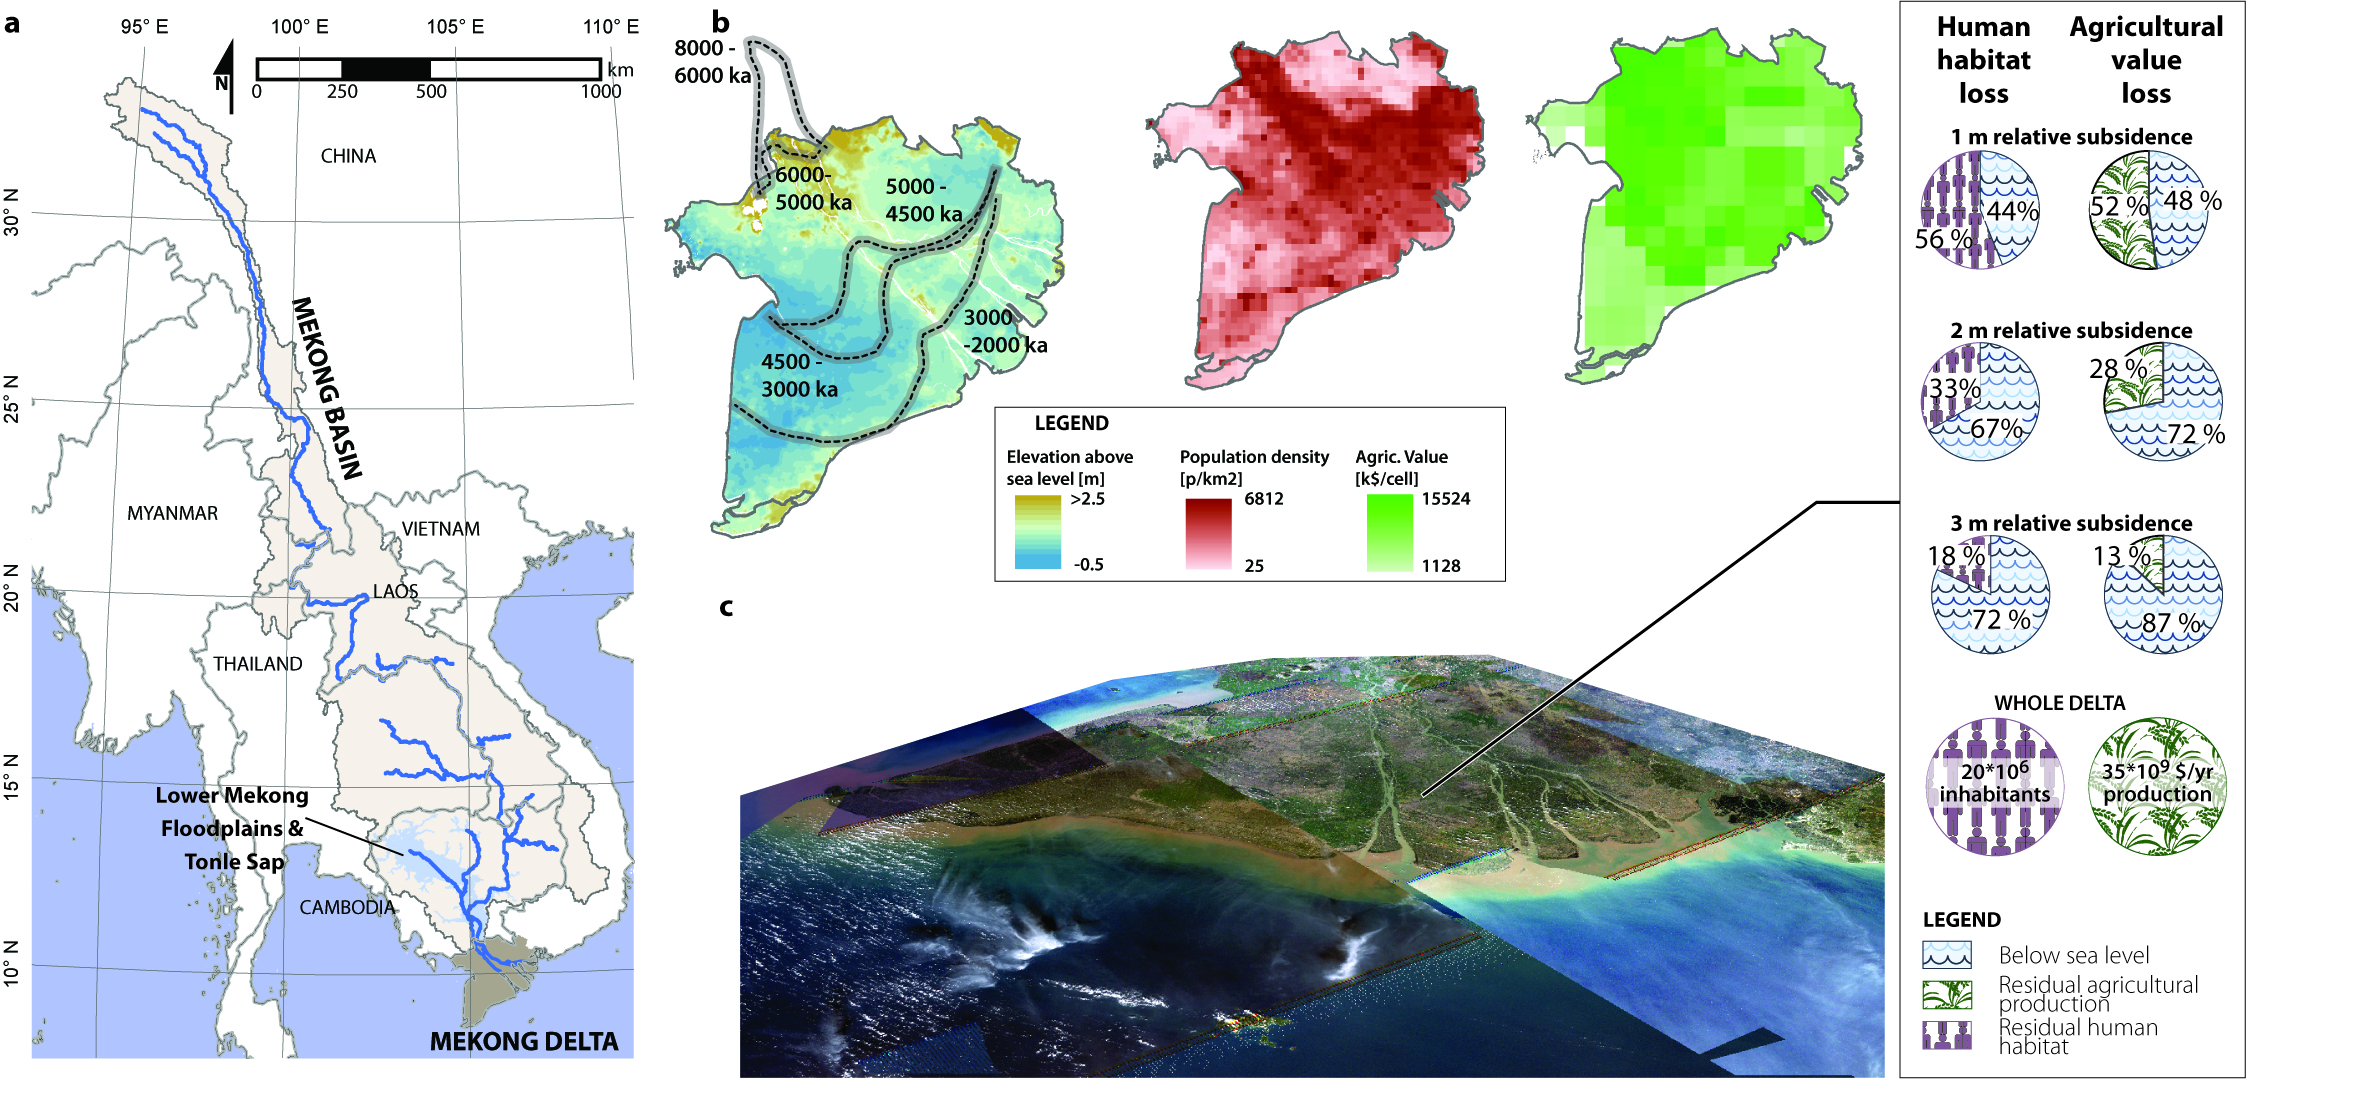 a
95° E
100° E
105° E
110° E
N
km
0
250
500
1000
30° N
25° N
20° N
15° N
10° N
CHINA
MEKONG BASIN
MYANMAR
VIETNAM
LAOS
THAILAND
Lower Mekong
Floodplains &
Tonle Sap
CAMBODIA
MEKONG DELTA
b
8000 -
6000 ka
6000-
5000 ka
5000 -
4500 ka
4500 -
3000 ka
3000
-2000 ka
LEGEND
Elevation above
sea level [m]
>2.5
-0.5
Population density
[p/km2]
6812
25
Agric. Value
[k$/cell]
15524
1128
c
Human
habitat
loss
Agricultural
value
loss
1 m relative subsidence
56 %
44%
52 %
48 %
2 m relative subsidence
33%
67%
28 %
72 %
3 m relative subsidence
18 %
72 %
13 %
87 %
WHOLE DELTA
20*10⁶
inhabitants
35*10⁹ $/yr
production
LEGEND
Below sea level
Residual agricultural
production
Residual human
habitat